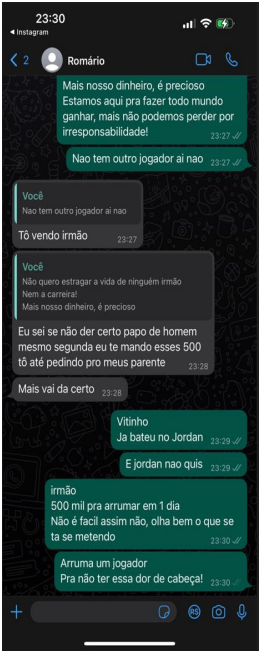 23:30
Instagram
2
Romário
Mais nosso dinheiro, é precioso
Estamos aqui pra fazer todo mundo
ganhar, mais não podemos perder por
irresponsabilidade!
23:27
Nao tem outro jogador ai nao 23:27
Você
Nao tem outro jogador ai nao
Tô vendo irmão
23:27
Você
Não quero estragar a vida de ninguém irmão
Nem a carreira!
Mais nosso dinheiro, é precioso
Eu sei se não der certo papo de homem
mesmo segunda eu te mando esses 500
tô até pedindo pro meus parente 23:28
Mais vai da certo 23:28
Vitinho
Ja bateu no Jordan 23:29
E jordan nao quis 23:29
irmão
500 mil pra arrumar em 1 dia
Não é facil assim não, olha bem o que se
ta se metendo
23:30
Arruma um jogador
Pra não ter essa dor de cabeça! 23:30